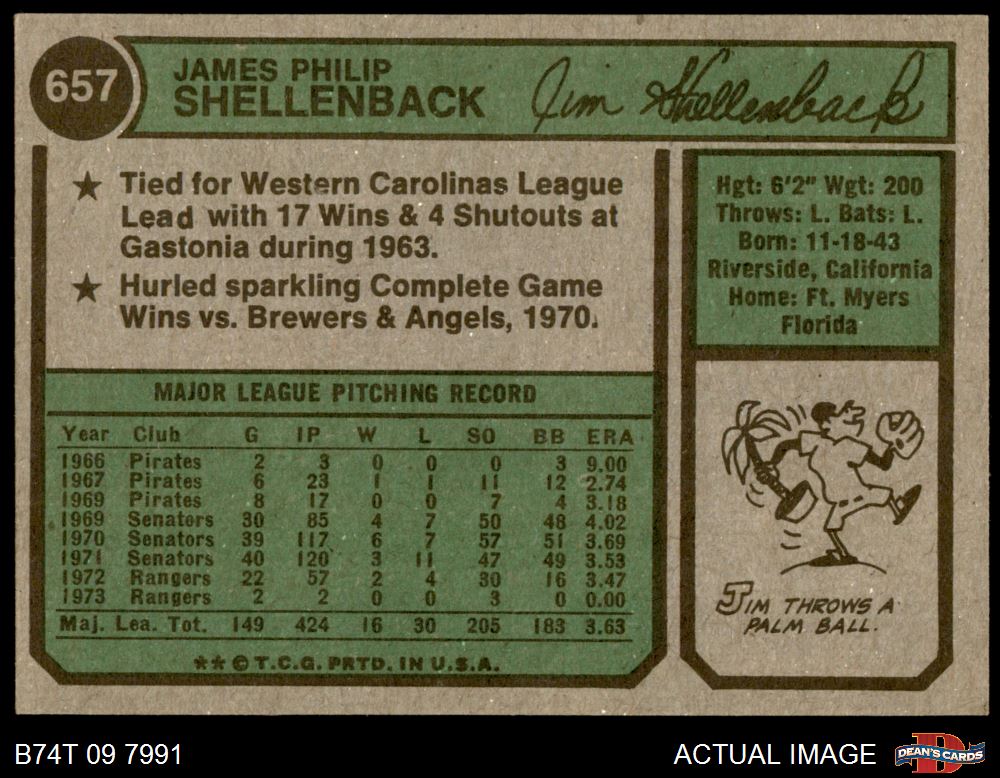 657
JAMES PHILIP
SHELLENBACK
Jim Shellenback
★ Tied for Western Carolinas League
Lead with 17 Wins & 4 Shutouts at
Gastonia during 1963.
★ Hurled sparkling Complete Game
Wins vs. Brewers & Angels, 1970.
Hgt: 6'2" Wgt: 200
Throws: L. Bats: L.
Born: 11-18-43
Riverside, California
Home: Ft. Myers
Florida
MAJOR LEAGUE PITCHING RECORD
Year Club G IP W L SO BB ERA
1966 Pirates 2 3 0 0 0 3 9.00
1967 Pirates 6 23 1 1 11 12 2.74
1969 Pirates 8 17 0 0 7 4 3.18
1969 Senators 30 85 4 7 50 48 4.02
1970 Senators 39 117 6 7 57 51 3.69
1971 Senators 40 120 3 11 47 49 3.53
1972 Rangers 22 57 2 4 30 16 3.47
1973 Rangers 2 2 0 0 3 0 0.00
Maj. Lea. Tot. 149 424 16 30 205 183 3.63
** © T.C.G. PRTD. IN U.S.A.
JIM THROWS A
PALM BALL.
B74T 09 7991
ACTUAL IMAGE
DEAN'S CARDS